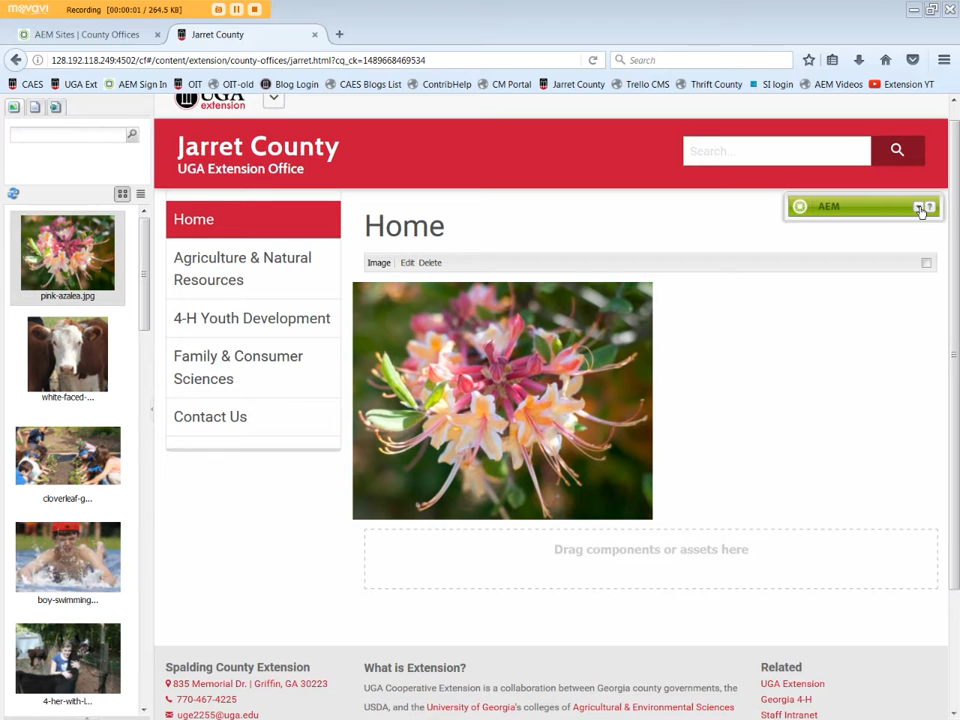 movavi Recording [00:00:01 / 264.5 KB]
AEM Sites | County Offices
Jarret County
128.192.118.249:4502/cf#/content/extension/county-offices/jarret.html?cq_ck=1489668469534
Search
CAES UGA Ext AEM Sign In OIT OIT-old Blog Login CAES Blogs List ContribHelp CM Portal Jarret County Trello CMS Thrift County SI login AEM Videos Extension YT
UGA
extension
Jarret County
UGA Extension Office
Search...
AEM
?
Home
Agriculture & Natural
Resources
4-H Youth Development
Family & Consumer
Sciences
Contact Us
Home
Image Edit Delete
Drag components or assets here
pink-azalea.jpg
white-faced-...
cloverleaf-g...
boy-swimming...
4-her-with-l...
Spalding County Extension
835 Memorial Dr. | Griffin, GA 30223
770-467-4225
uge2255@uga.edu
What is Extension?
UGA Cooperative Extension is a collaboration between Georgia county governments, the
USDA, and the University of Georgia's colleges of Agricultural & Environmental Sciences
Related
UGA Extension
Georgia 4-H
Staff Intranet